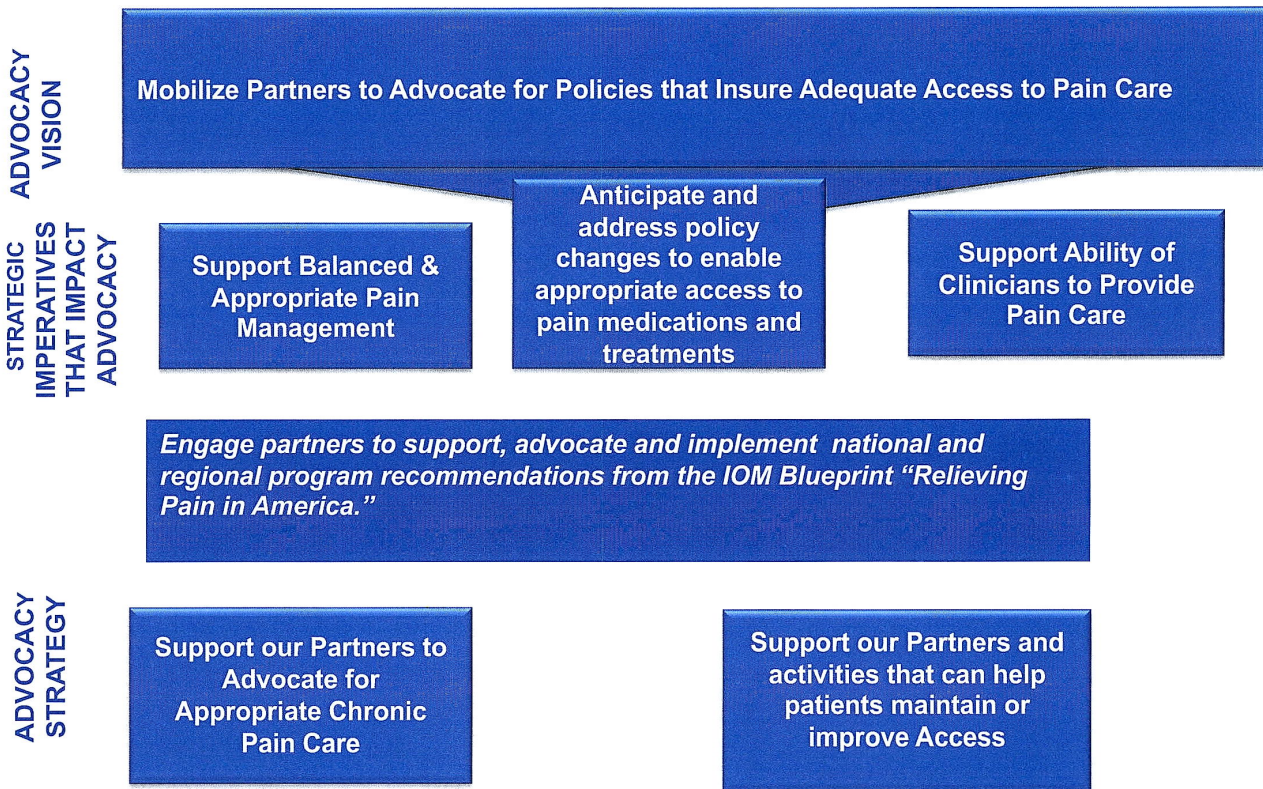 ADVOCACY
VISION
Mobilize Partners to Advocate for Policies that Insure Adequate Access to Pain Care
STRATEGIC
IMPERATIVES
THAT IMPACT
ADVOCACY
Support Balanced &
Appropriate Pain
Management
Anticipate and
address policy
changes to enable
appropriate access to
pain medications and
treatments
Support Ability of
Clinicians to Provide
Pain Care
Engage partners to support, advocate and implement national and
regional program recommendations from the IOM Blueprint “Relieving
Pain in America.”
ADVOCACY
STRATEGY
Support our Partners to
Advocate for
Appropriate Chronic
Pain Care
Support our Partners and
activities that can help
patients maintain or
improve Access